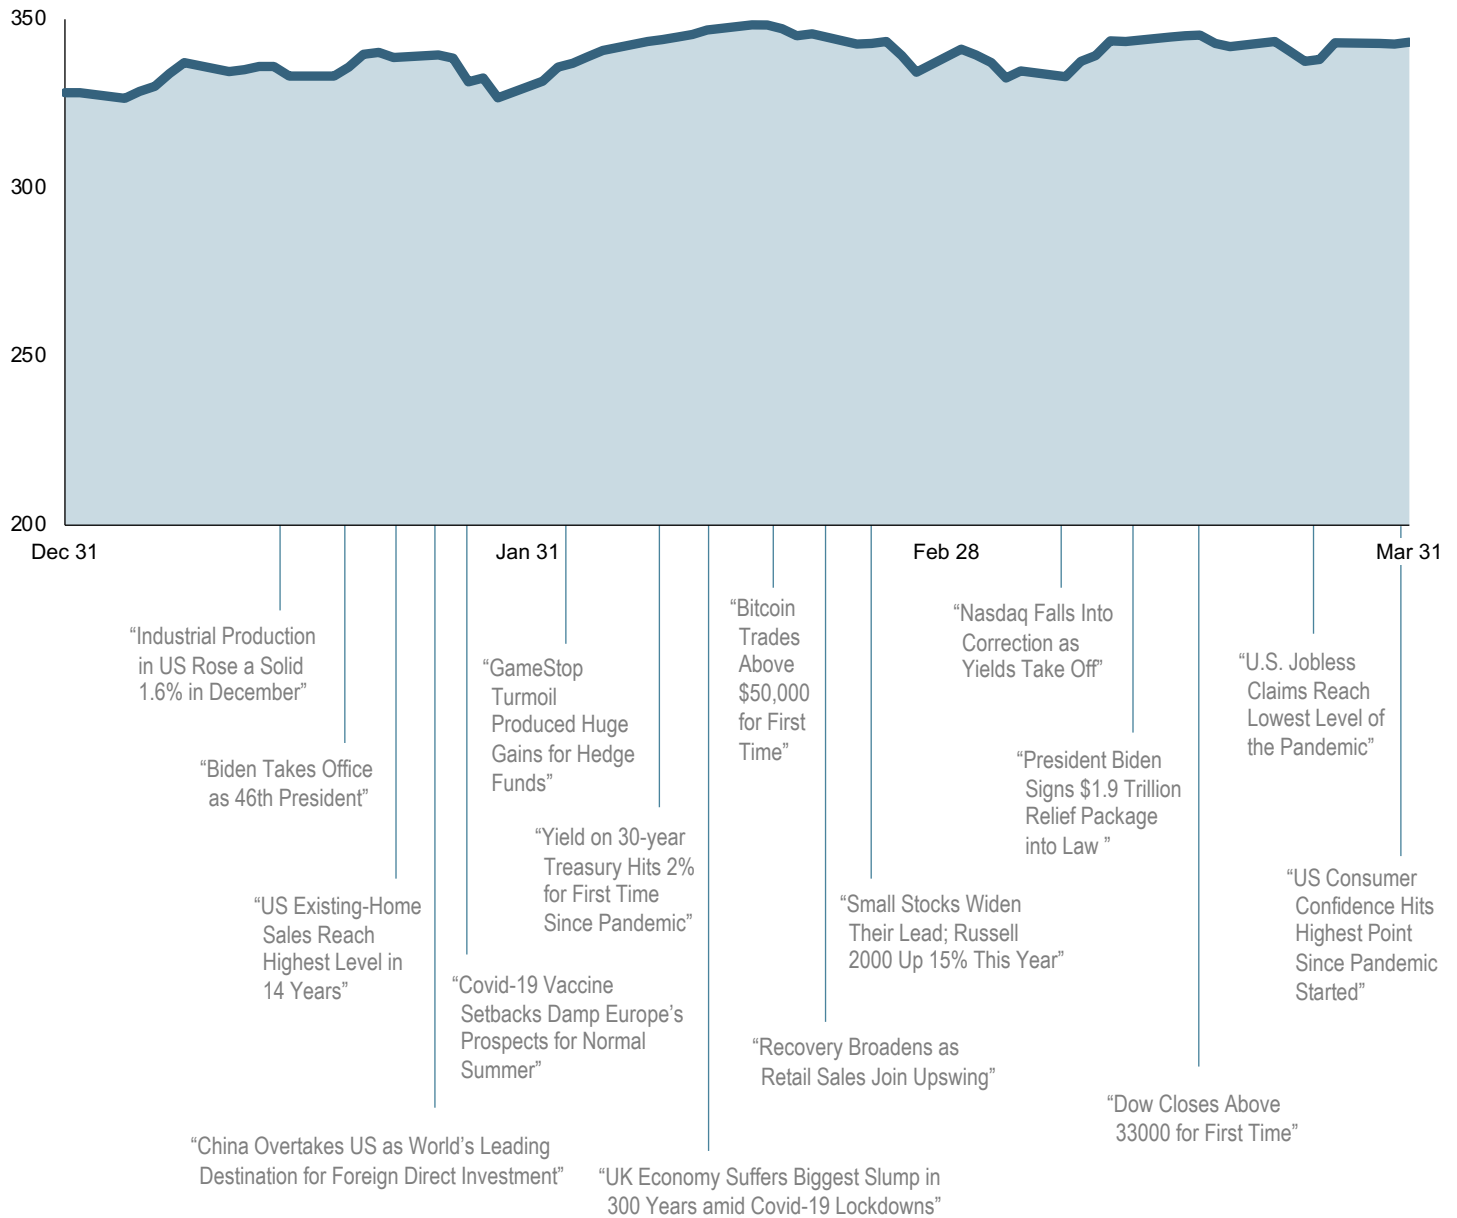 350
300
250
200
Dec 31
Jan 31
Feb 28
Mar 31
“Industrial Production
in US Rose a Solid
1.6% in December”
“Biden Takes Office
as 46th President”
“US Existing-Home
Sales Reach
Highest Level in
14 Years”
“China Overtakes US as World’s Leading
Destination for Foreign Direct Investment”
“Covid-19 Vaccine
Setbacks Damp Europe’s
Prospects for Normal
Summer”
“GameStop
Turmoil
Produced Huge
Gains for Hedge
Funds”
“Yield on 30-year
Treasury Hits 2%
for First Time
Since Pandemic”
“UK Economy Suffers Biggest Slump in
300 Years amid Covid-19 Lockdowns”
“Bitcoin
Trades
Above
$50,000
for First
Time”
“Recovery Broadens as
Retail Sales Join Upswing”
“Small Stocks Widen
Their Lead; Russell
2000 Up 15% This Year”
“Nasdaq Falls Into
Correction as
Yields Take Off”
“President Biden
Signs $1.9 Trillion
Relief Package
into Law ”
“Dow Closes Above
33000 for First Time”
“U.S. Jobless
Claims Reach
Lowest Level of
the Pandemic”
“US Consumer
Confidence Hits
Highest Point
Since Pandemic
Started”